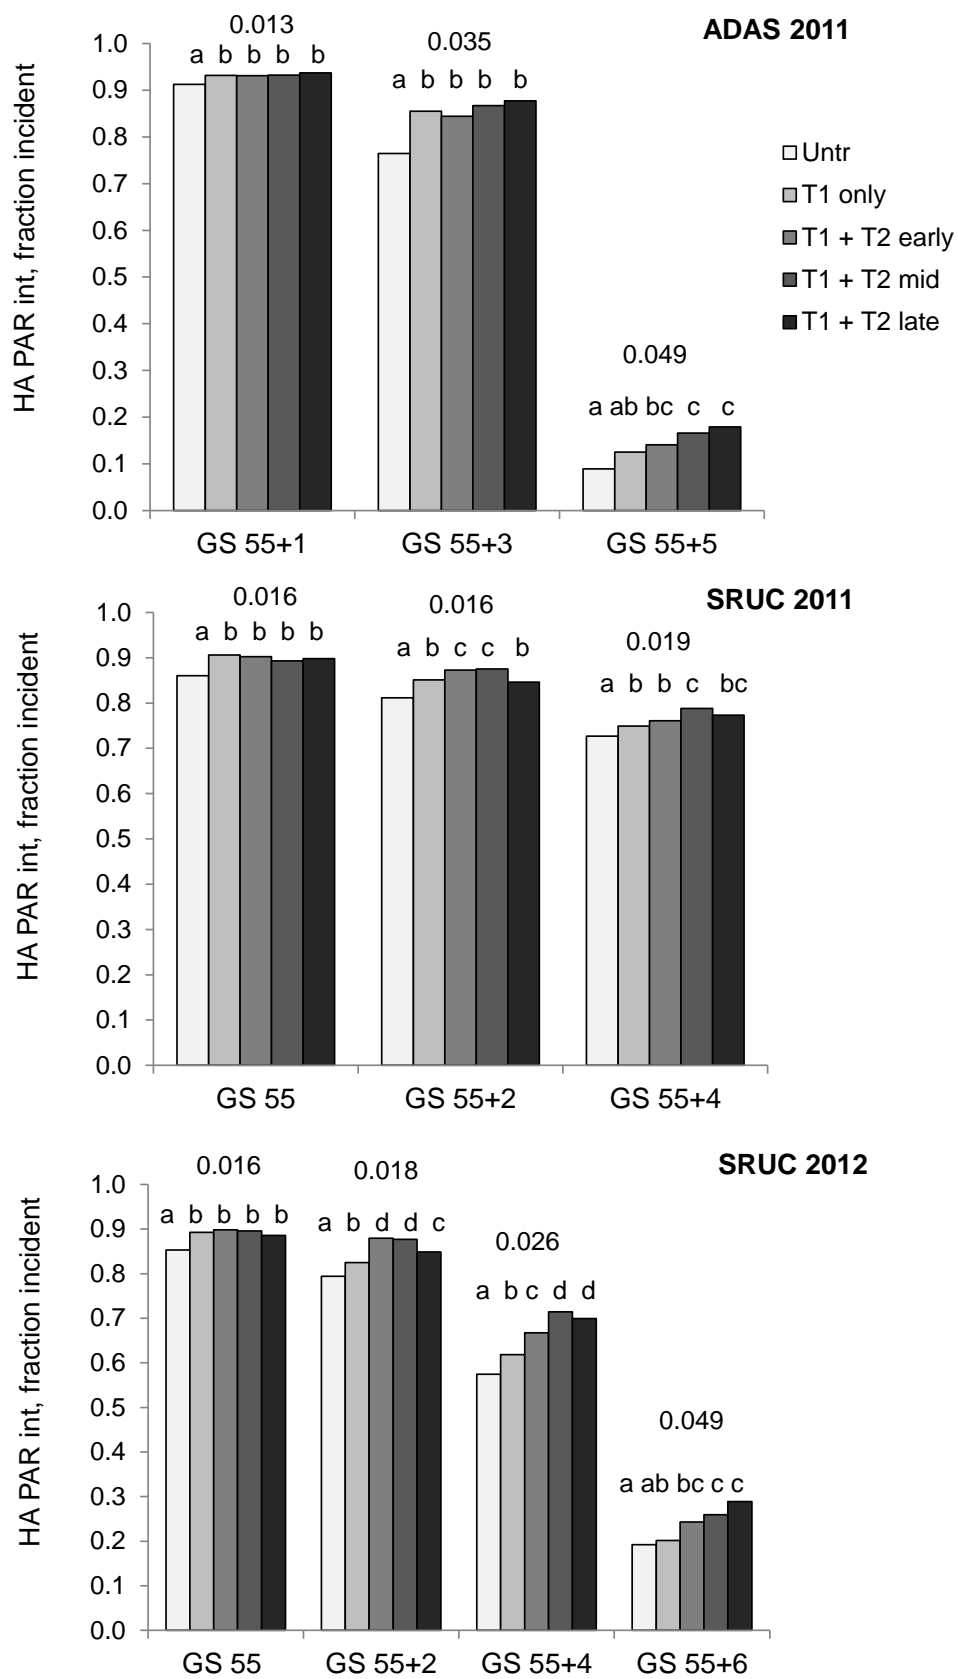 ADAS 2011
0.013
0.035
a b b b b
a b b b b
HA PAR int, fraction incident
1.0
0.9
0.8
0.7
0.6
0.5
0.4
0.3
0.2
0.1
0.0
Untr
T1 only
T1 + T2 early
T1 + T2 mid
T1 + T2 late
0.049
a ab bc c c
GS 55+1 GS 55+3 GS 55+5
SRUC 2011
0.016
0.016
0.019
a b b b b
a b c c b
a b b c bc
HA PAR int, fraction incident
1.0
0.9
0.8
0.7
0.6
0.5
0.4
0.3
0.2
0.1
0.0
GS 55 GS 55+2 GS 55+4
SRUC 2012
0.016
0.018
0.026
0.049
a b b b b
a b d d c
a b c d d
a ab bc c c
HA PAR int, fraction incident
1.0
0.9
0.8
0.7
0.6
0.5
0.4
0.3
0.2
0.1
0.0
GS 55 GS 55+2 GS 55+4 GS 55+6